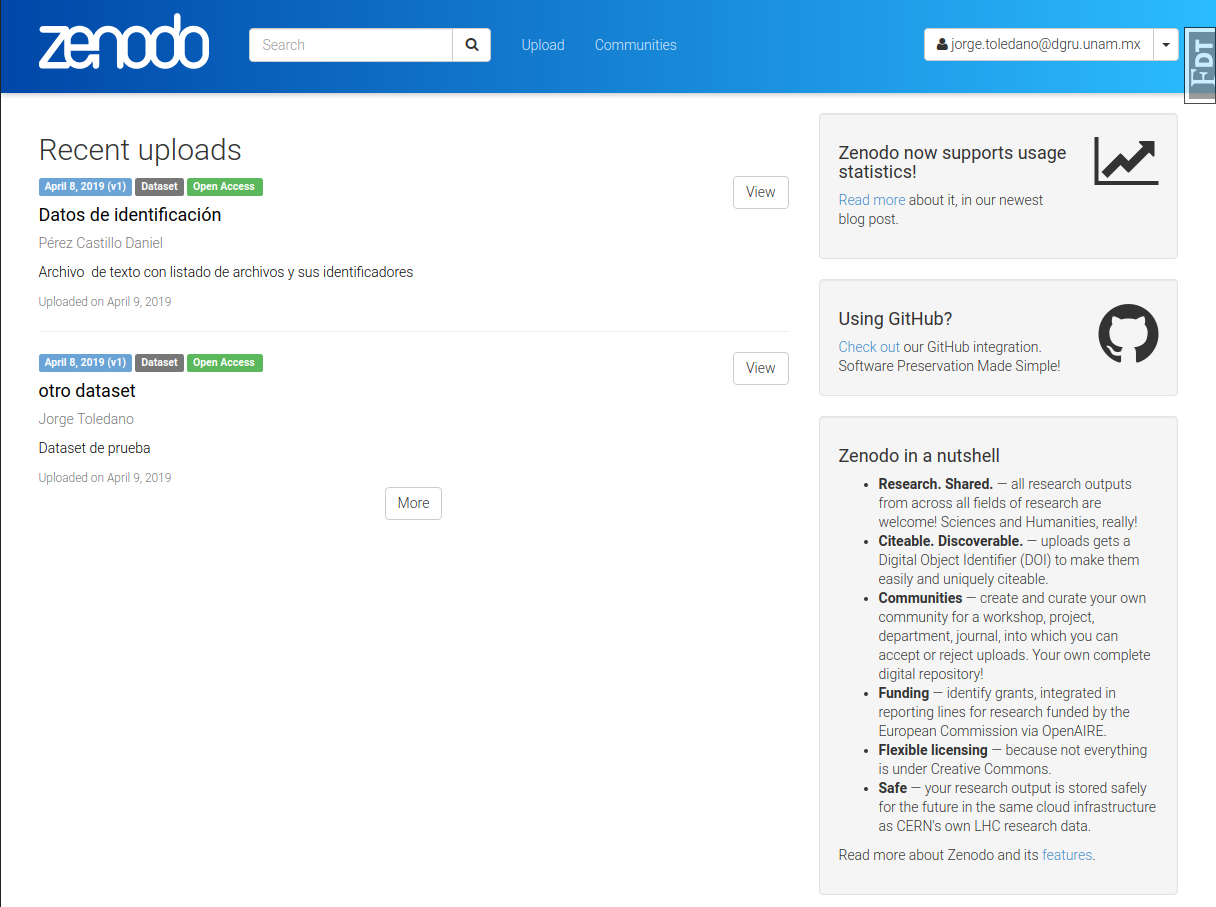 zenodo
Search
Upload
Communities
jorge.toledano@dgru.unam.mx
FDT
Recent uploads
April 8, 2019 (v1) Dataset Open Access
View
Datos de identificación
Pérez Castillo Daniel
Archivo  de texto con listado de archivos y sus identificadores
Uploaded on April 9, 2019
April 8, 2019 (v1) Dataset Open Access
View
otro dataset
Jorge Toledano
Dataset de prueba
Uploaded on April 9, 2019
More
Zenodo now supports usage
statistics!
Read more about it, in our newest
blog post.
Using GitHub?
Check out our GitHub integration.
Software Preservation Made Simple!
Zenodo in a nutshell
• Research. Shared. — all research outputs
from across all fields of research are
welcome! Sciences and Humanities, really!
• Citeable. Discoverable. — uploads gets a
Digital Object Identifier (DOI) to make them
easily and uniquely citeable.
• Communities — create and curate your own
community for a workshop, project,
department, journal, into which you can
accept or reject uploads. Your own complete
digital repository!
• Funding — identify grants, integrated in
reporting lines for research funded by the
European Commission via OpenAIRE.
• Flexible licensing — because not everything
is under Creative Commons.
• Safe — your research output is stored safely
for the future in the same cloud infrastructure
as CERN's own LHC research data.
Read more about Zenodo and its features.